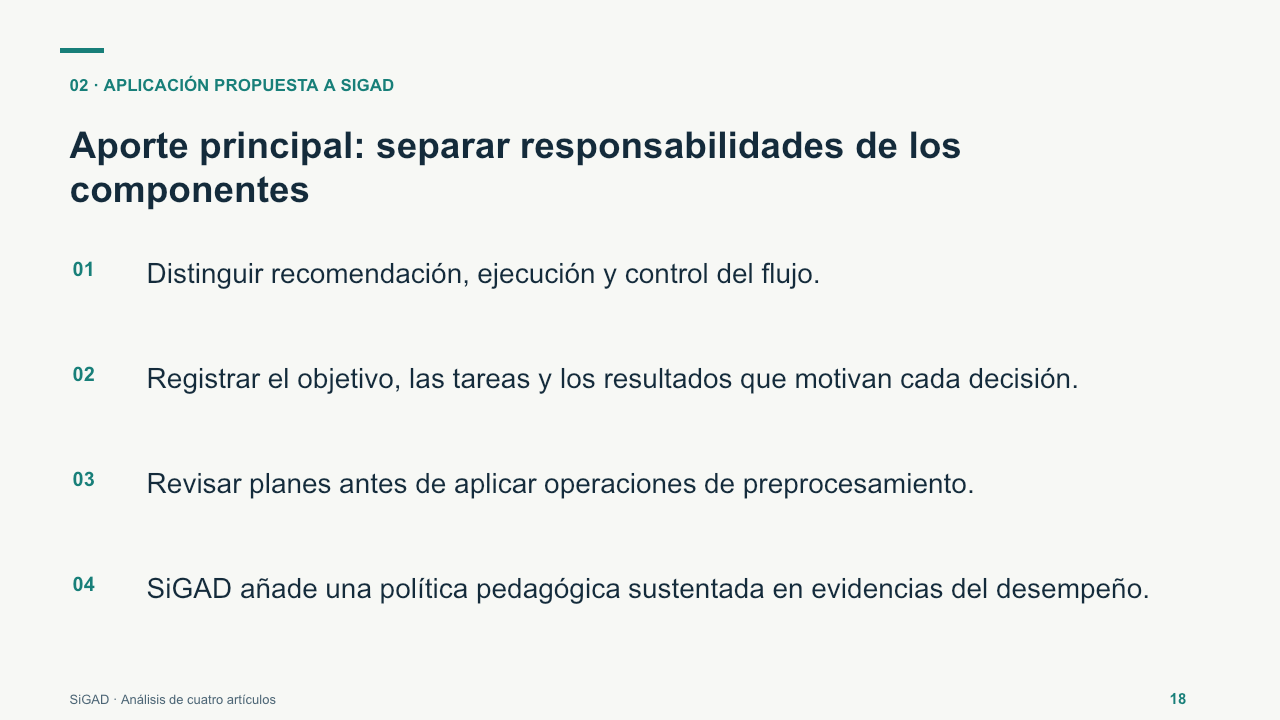 02 · APLICACIÓN PROPUESTA A SIGAD
Aporte principal: separar responsabilidades de los
componentes
01 Distinguir recomendación, ejecución y control del flujo.
02 Registrar el objetivo, las tareas y los resultados que motivan cada decisión.
03 Revisar planes antes de aplicar operaciones de preprocesamiento.
04 SiGAD añade una política pedagógica sustentada en evidencias del desempeño.
SiGAD · Análisis de cuatro artículos 18